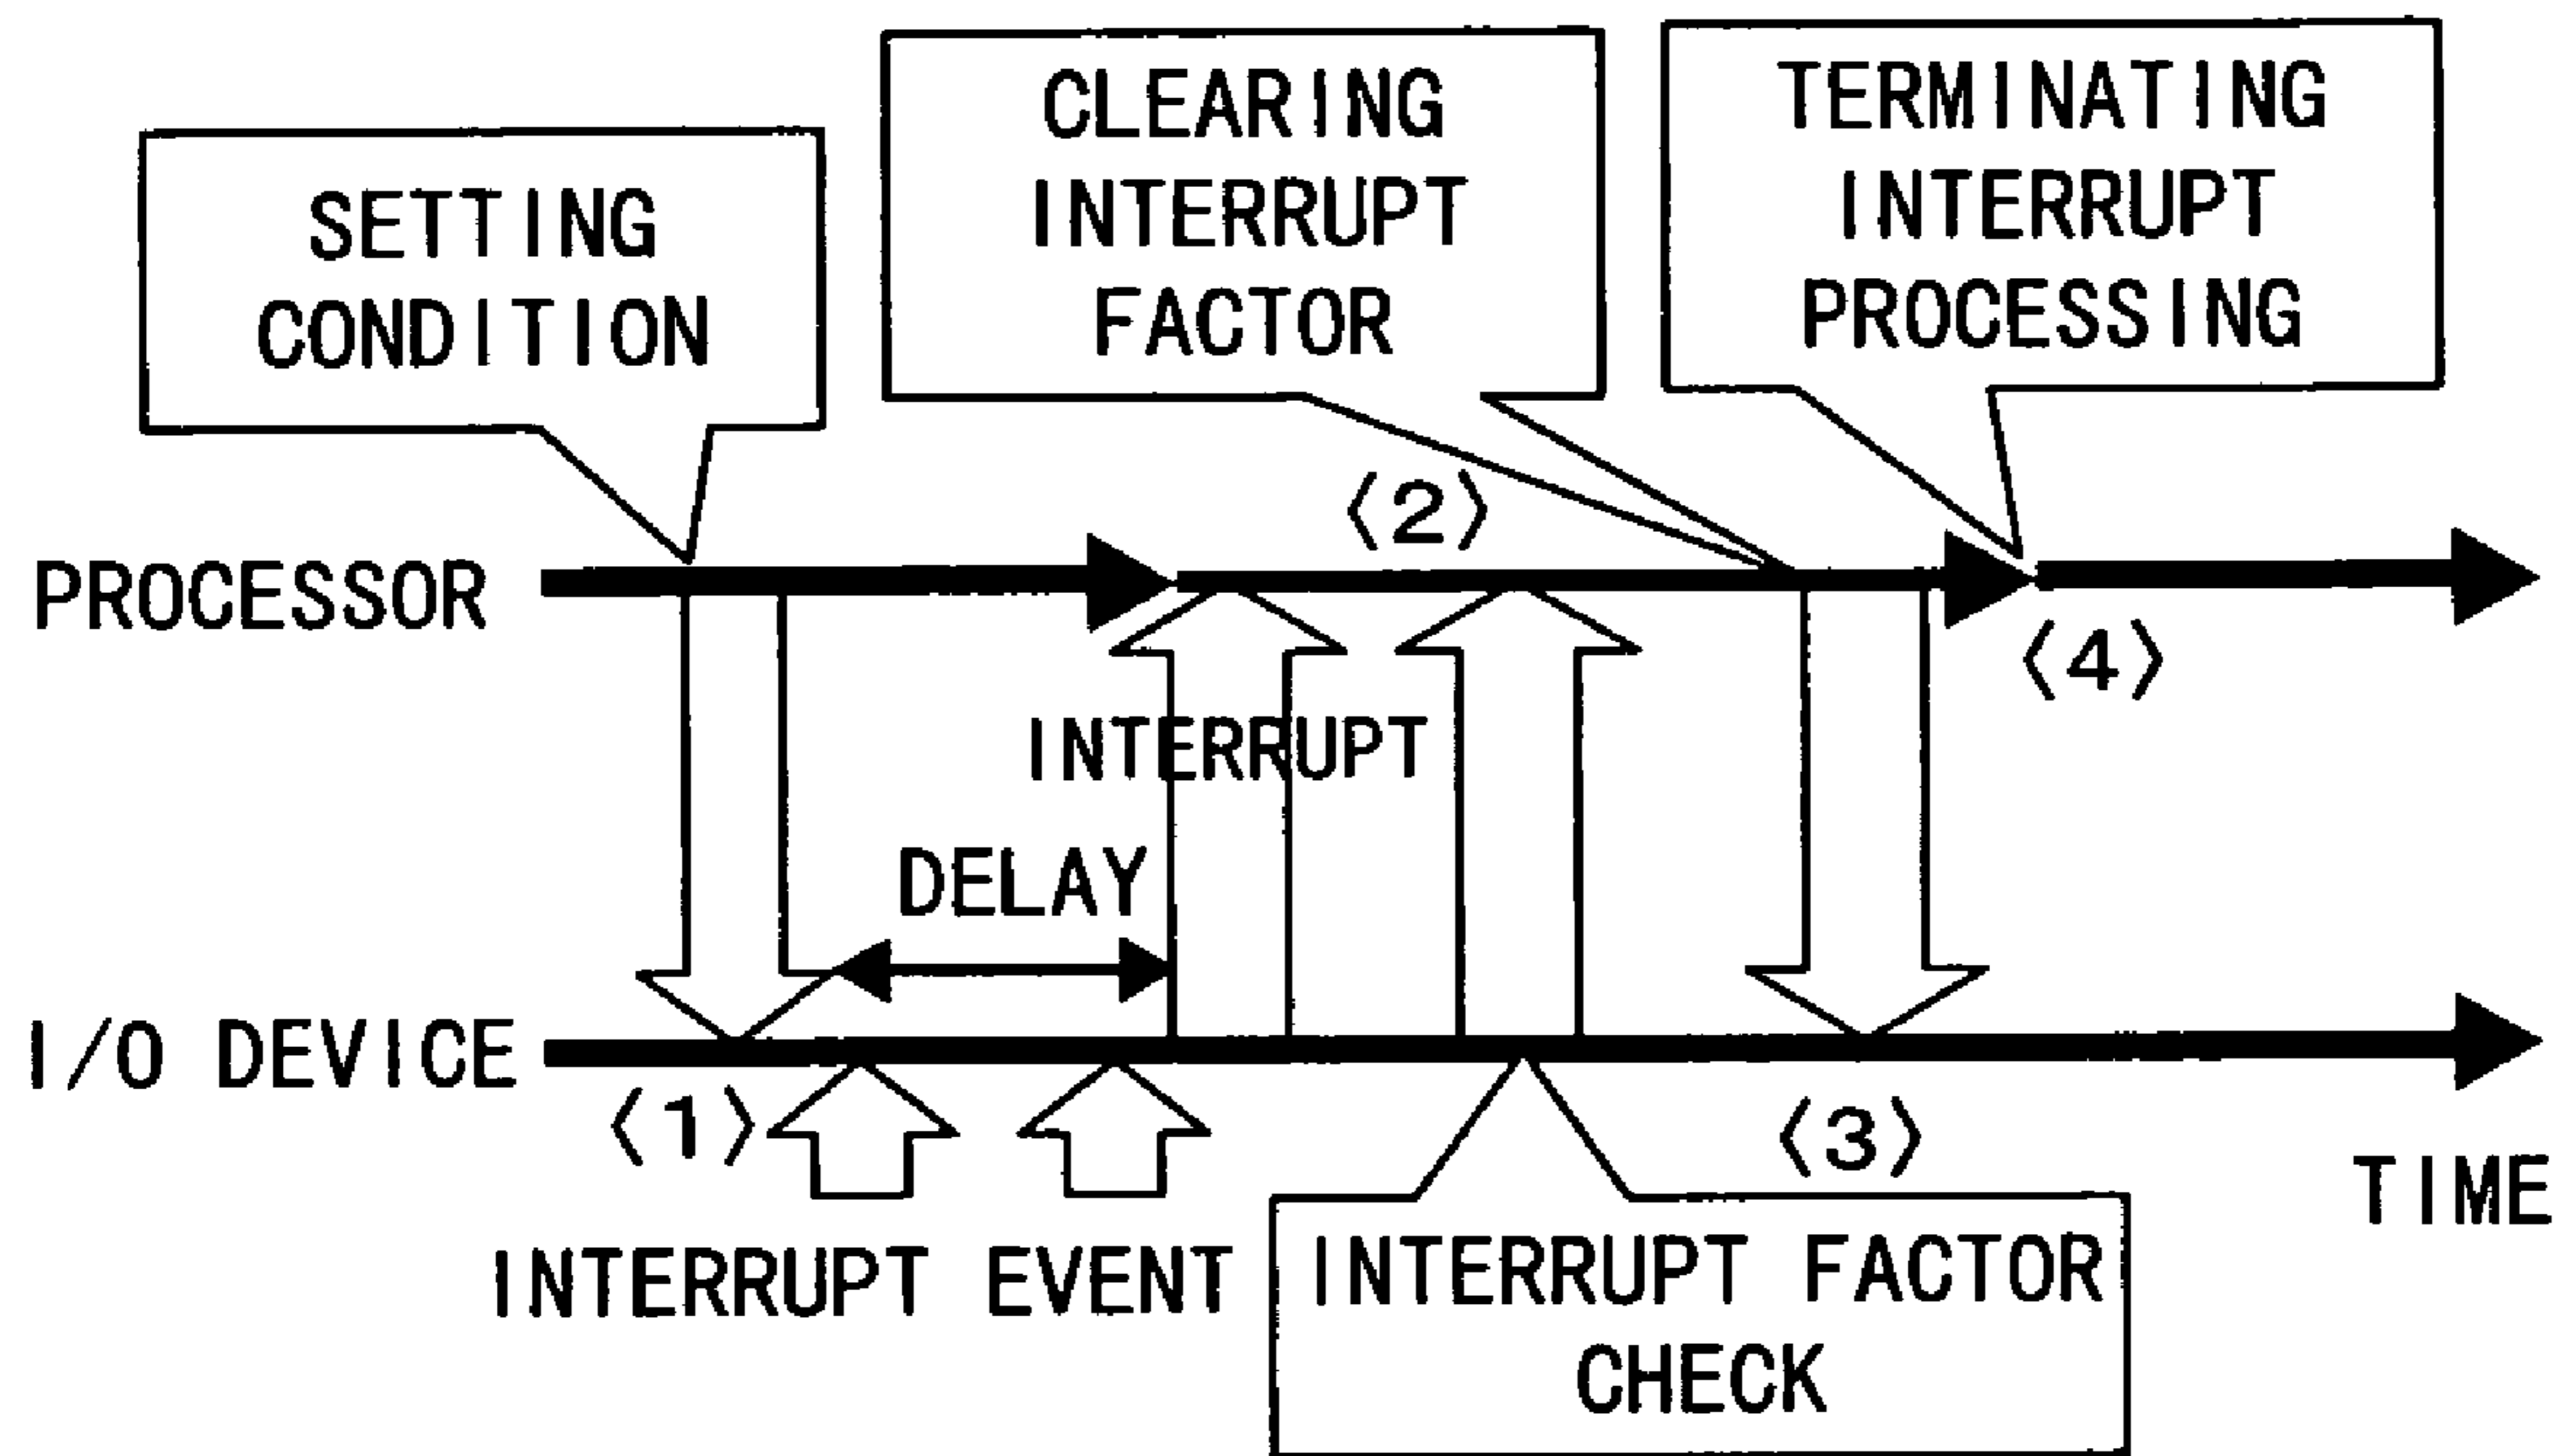 SETTING
CONDITION
CLEARING
INTERRUPT
FACTOR
TERMINATING
INTERRUPT
PROCESSING
〈2〉
PROCESSOR
〈4〉
INTERRUPT
DELAY
I/O DEVICE
〈1〉
〈3〉
TIME
INTERRUPT EVENT
INTERRUPT FACTOR
CHECK